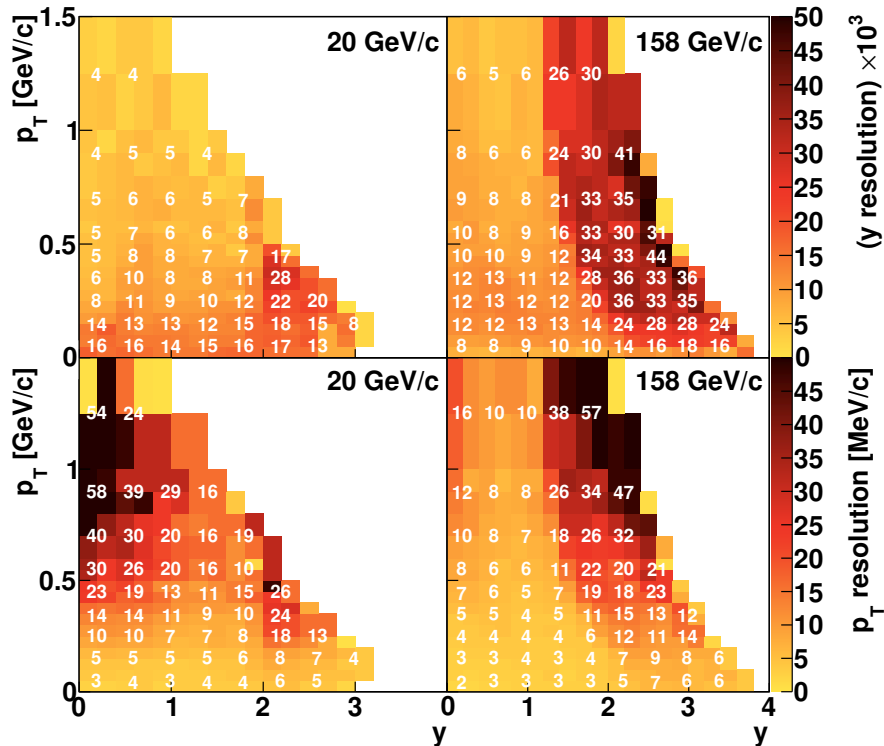 1.5 20 GeV/c 158 GeV/c 50
4 4 6 5 6 26 30 45
40
1 35
4 5 5 4 8 6 6 24 30 41 30
p_T [GeV/c] (y resolution) ×10³
25
5 6 6 6 7 9 8 8 21 33 35
20
5 7 6 6 8 10 8 9 16 33 30 31
0.5 5 8 8 7 7 17 10 10 9 12 34 33 44 15
6 10 8 8 11 28 12 13 11 12 28 36 33 36
10
8 11 9 10 12 22 20 12 13 12 12 20 36 33 35
14 13 13 12 15 18 15 8 12 12 13 13 14 24 28 28 24 5
16 16 14 15 16 17 13 8 8 9 10 10 14 16 18 16
0 0
20 GeV/c 158 GeV/c
54 24 16 10 10 38 57 45
40
1 35
58 39 29 16 12 8 8 26 34 47 30
p_T [GeV/c] p_T resolution [MeV/c]
25
40 30 20 16 19 10 8 7 18 26 32
20
30 26 20 16 10 8 6 6 11 22 20 21
0.5 23 19 13 11 15 26 7 6 5 7 19 18 23 15
14 14 11 9 10 24 5 5 4 5 11 15 13 12
10
10 10 7 7 8 18 13 4 4 4 4 6 12 11 14
5 5 5 5 6 8 7 4 3 3 4 3 4 7 9 8 6 5
3 4 3 4 4 6 5 2 3 3 3 4 4 5 7 6 6
0 0
0 1 2 3 0 1 2 3 4
y y